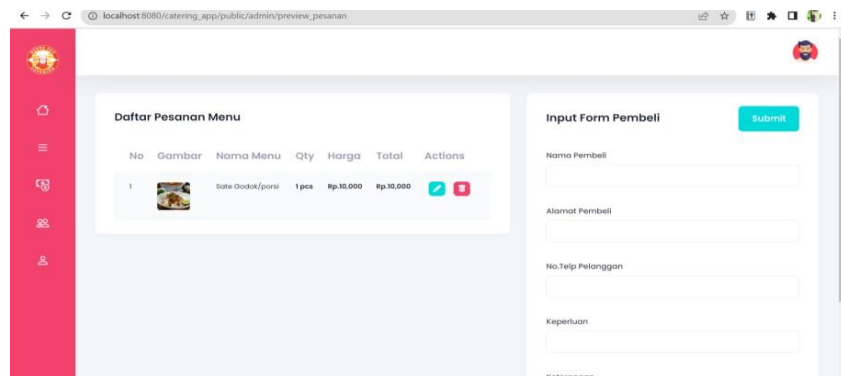 localhost:8080/catering_app/public/admin/preview_pesanan
Daftar Pesanan Menu
No Gambar Nama Menu Qty Harga Total Actions
1 Sate Godok/porsi 1 pcs Rp.10,000 Rp.10,000
Input Form Pembeli
Submit
Nama Pembeli
Alamat Pembeli
No.Telp Pelanggan
Keperluan